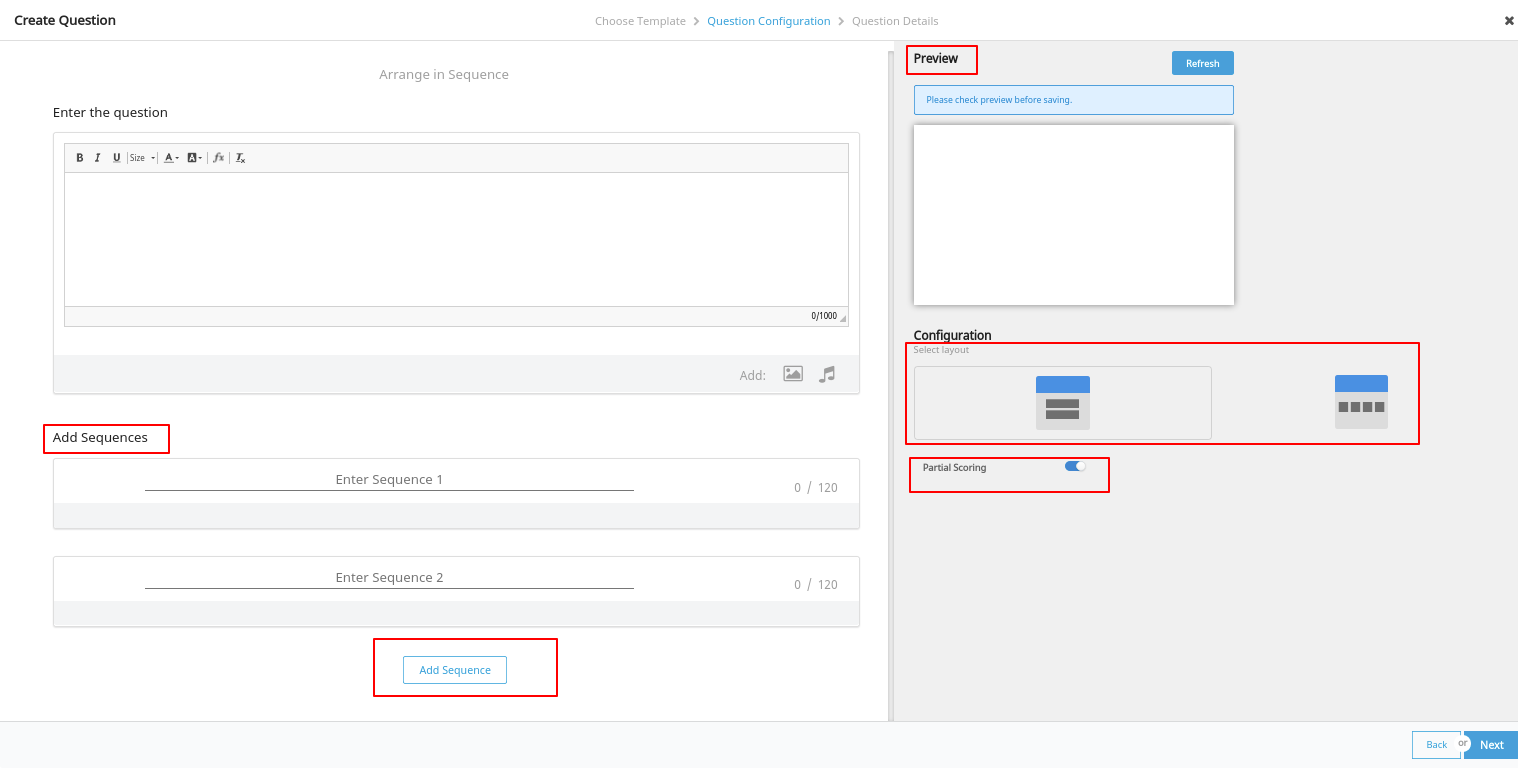 Create Question
Choose Template > Question Configuration > Question Details
Arrange in Sequence
Enter the question
B I U Size A A fx Tx
0/1000
Add:
Add Sequences
Enter Sequence 1
0 / 120
Enter Sequence 2
0 / 120
Add Sequence
Preview
Refresh
Please check preview before saving.
Configuration
Select layout
Partial Scoring
Back or Next